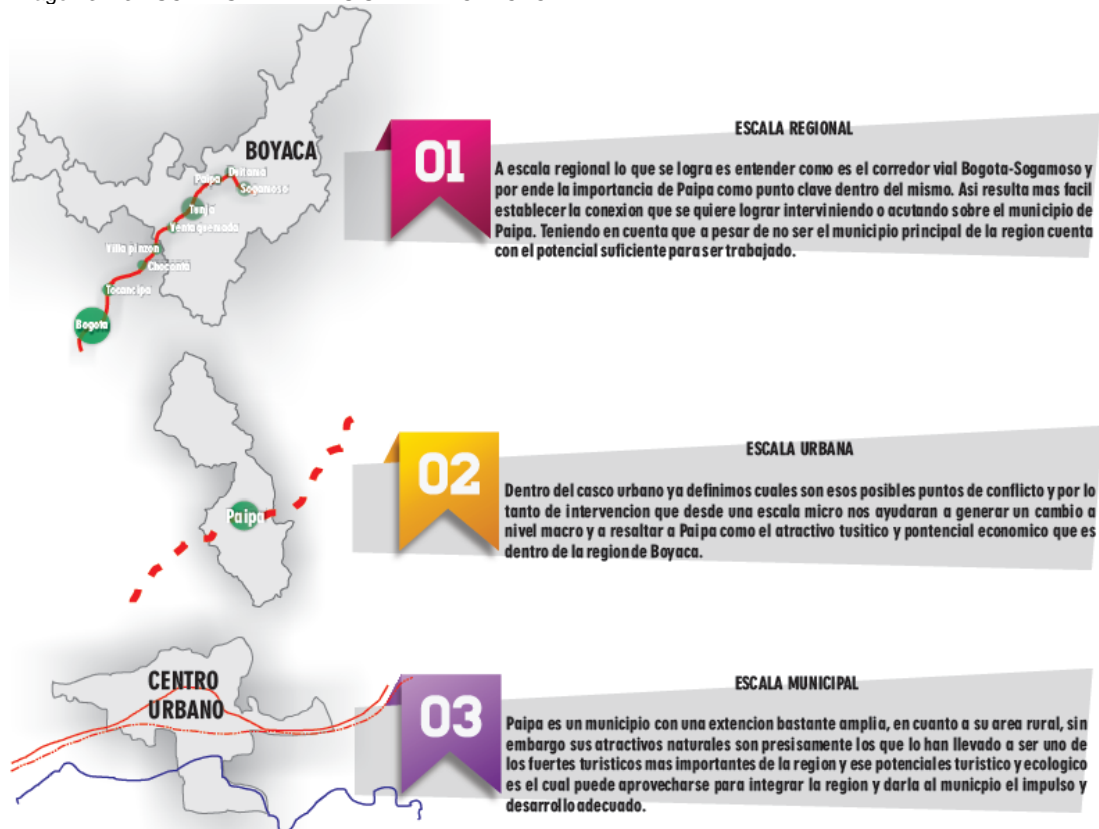 BOYACA
Duitama
Paipa
Sogamoso
Tunja
Ventaquemada
Villa pinzon
Choconta
Tocancipa
Bogota
01
ESCALA REGIONAL
A escala regional lo que se logra es entender como es el corredor vial Bogota-Sogamoso y
por ende la importancia de Paipa como punto clave dentro del mismo. Asi resulta mas facil
establecer la conexion que se quiere lograr interviniendo o acutando sobre el municipio de
Paipa. Teniendo en cuenta que a pesar de no ser el municipio principal de la region cuenta
con el potencial suficiente para ser trabajado.
Paipa
02
ESCALA URBANA
Dentro del casco urbano ya definimos cuales son esos posibles puntos de conflicto y por lo
tanto de intervencion que desde una escala micro nos ayudaran a generar un cambio a
nivel macro y a resaltar a Paipa como el atractivo tusitico y pontencial economico que es
dentro de la region de Boyaca.
CENTRO
URBANO
03
ESCALA MUNICIPAL
Paipa es un municipio con una extencion bastante amplia, en cuanto a su area rural, sin
embargo sus atractivos naturales son presisamente los que lo han llevado a ser uno de
los fuertes turisticos mas importantes de la region y ese potenciales turistico y ecologico
es el cual puede aprovecharse para integrar la region y darla al municpio el impulso y
desarrollo adecuado.